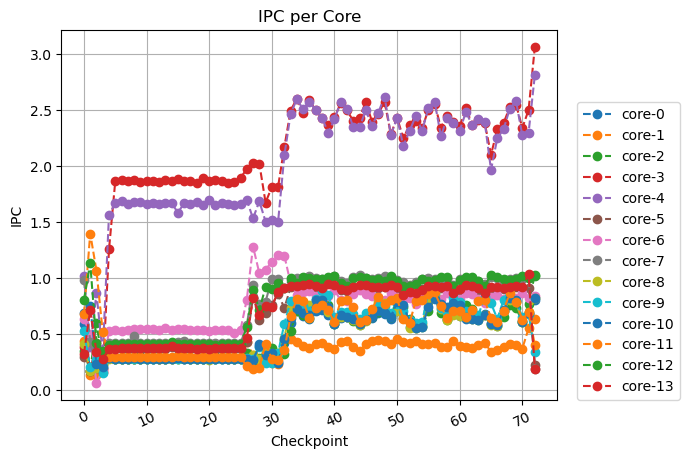 IPC per Core
3.0
2.5
2.0
1.5
1.0
0.5
0.0
IPC
0 10 20 30 40 50 60 70
Checkpoint
core-0
core-1
core-2
core-3
core-4
core-5
core-6
core-7
core-8
core-9
core-10
core-11
core-12
core-13